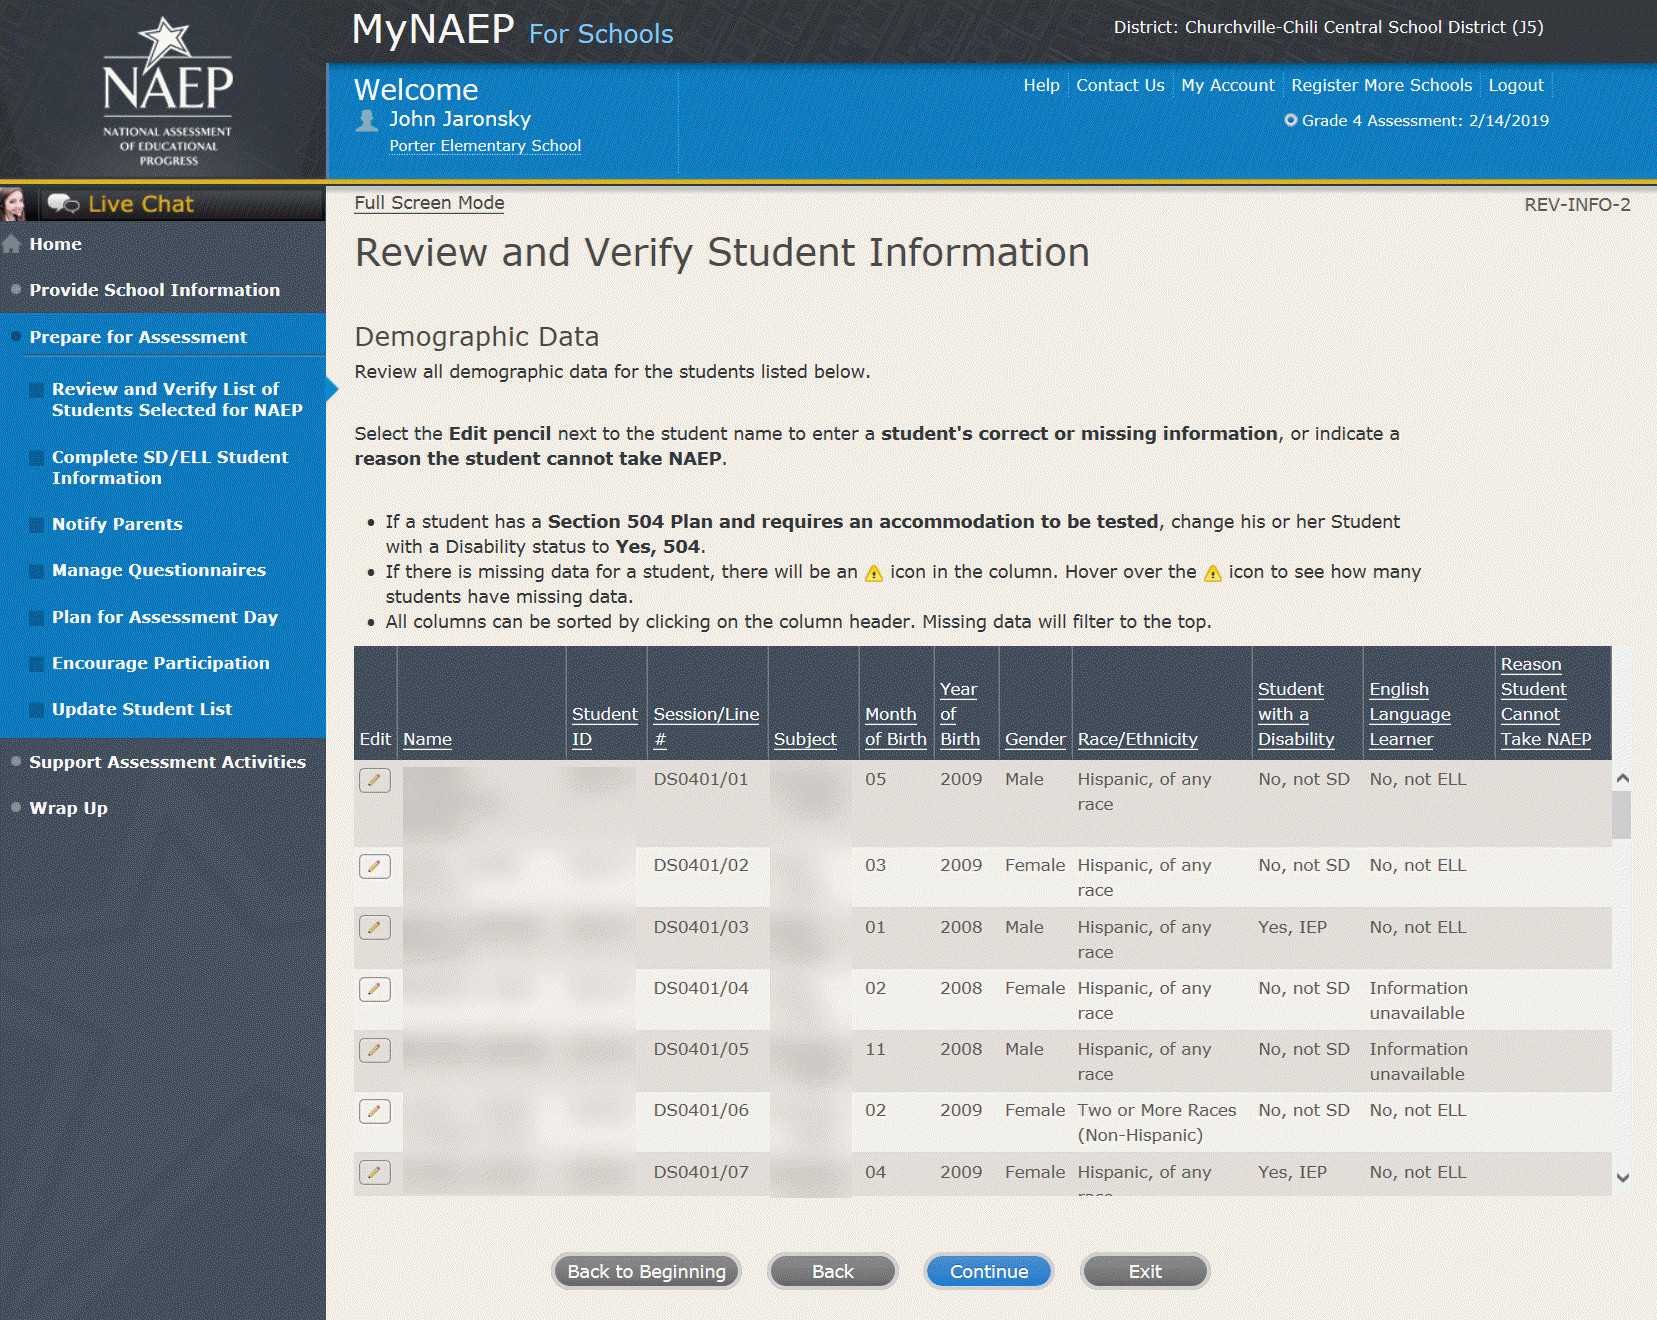 MyNAEP For Schools
District: Churchville-Chili Central School District (J5)
NAEP
NATIONAL ASSESSMENT
OF EDUCATIONAL
PROGRESS
Welcome
John Jaronsky
Porter Elementary School
Help Contact Us My Account Register More Schools Logout
Grade 4 Assessment: 2/14/2019
Live Chat
Home
Provide School Information
Prepare for Assessment
Review and Verify List of
Students Selected for NAEP
Complete SD/ELL Student
Information
Notify Parents
Manage Questionnaires
Plan for Assessment Day
Encourage Participation
Update Student List
Support Assessment Activities
Wrap Up
Full Screen Mode
REV-INFO-2
Review and Verify Student Information
Demographic Data
Review all demographic data for the students listed below.
Select the Edit pencil next to the student name to enter a student's correct or missing information, or indicate a
reason the student cannot take NAEP.
• If a student has a Section 504 Plan and requires an accommodation to be tested, change his or her Student
with a Disability status to Yes, 504.
• If there is missing data for a student, there will be an icon in the column. Hover over the icon to see how many
students have missing data.
• All columns can be sorted by clicking on the column header. Missing data will filter to the top.
Edit Name Student ID Session/Line # Subject Month of Birth Year of Birth Gender Race/Ethnicity Student with a Disability English Language Learner Reason Student Cannot Take NAEP
DS0401/01 05 2009 Male Hispanic, of any race No, not SD No, not ELL
DS0401/02 03 2009 Female Hispanic, of any race No, not SD No, not ELL
DS0401/03 01 2008 Male Hispanic, of any race Yes, IEP No, not ELL
DS0401/04 02 2008 Female Hispanic, of any race No, not SD Information unavailable
DS0401/05 11 2008 Male Hispanic, of any race No, not SD Information unavailable
DS0401/06 02 2009 Female Two or More Races (Non-Hispanic) No, not SD No, not ELL
DS0401/07 04 2009 Female Hispanic, of any race Yes, IEP No, not ELL
Back to Beginning Back Continue Exit